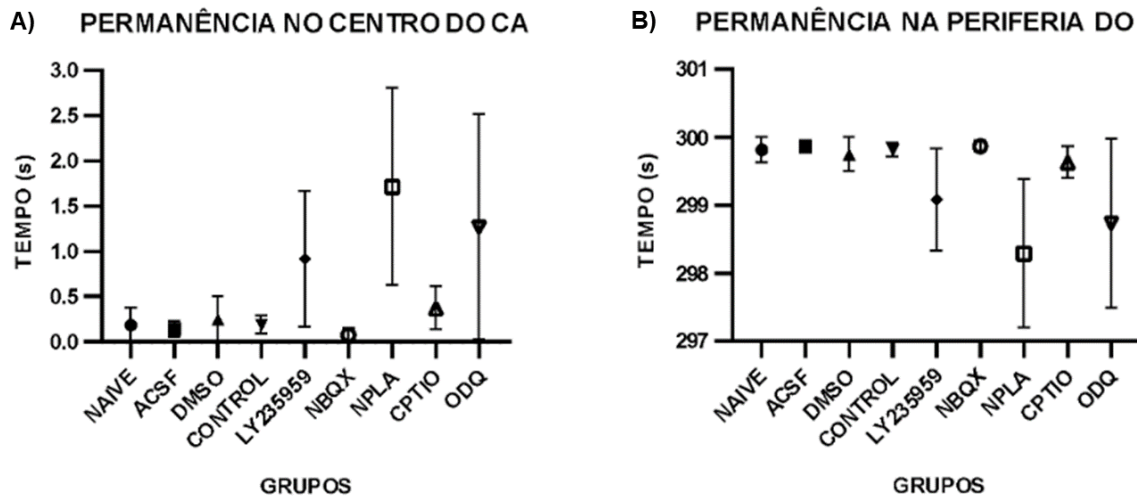 A) PERMANÊNCIA NO CENTRO DO CA
3.0
2.5
2.0
1.5
1.0
0.5
0.0
TEMPO (s)
NAIVE
ACSF
DMSO
CONTROL
LY235959
NBQX
NPLA
CPTIO
ODQ
GRUPOS
B) PERMANÊNCIA NA PERIFERIA DO
301
300
299
298
297
TEMPO (s)
NAIVE
ACSF
DMSO
CONTROL
LY235959
NBQX
NPLA
CPTIO
ODQ
GRUPOS